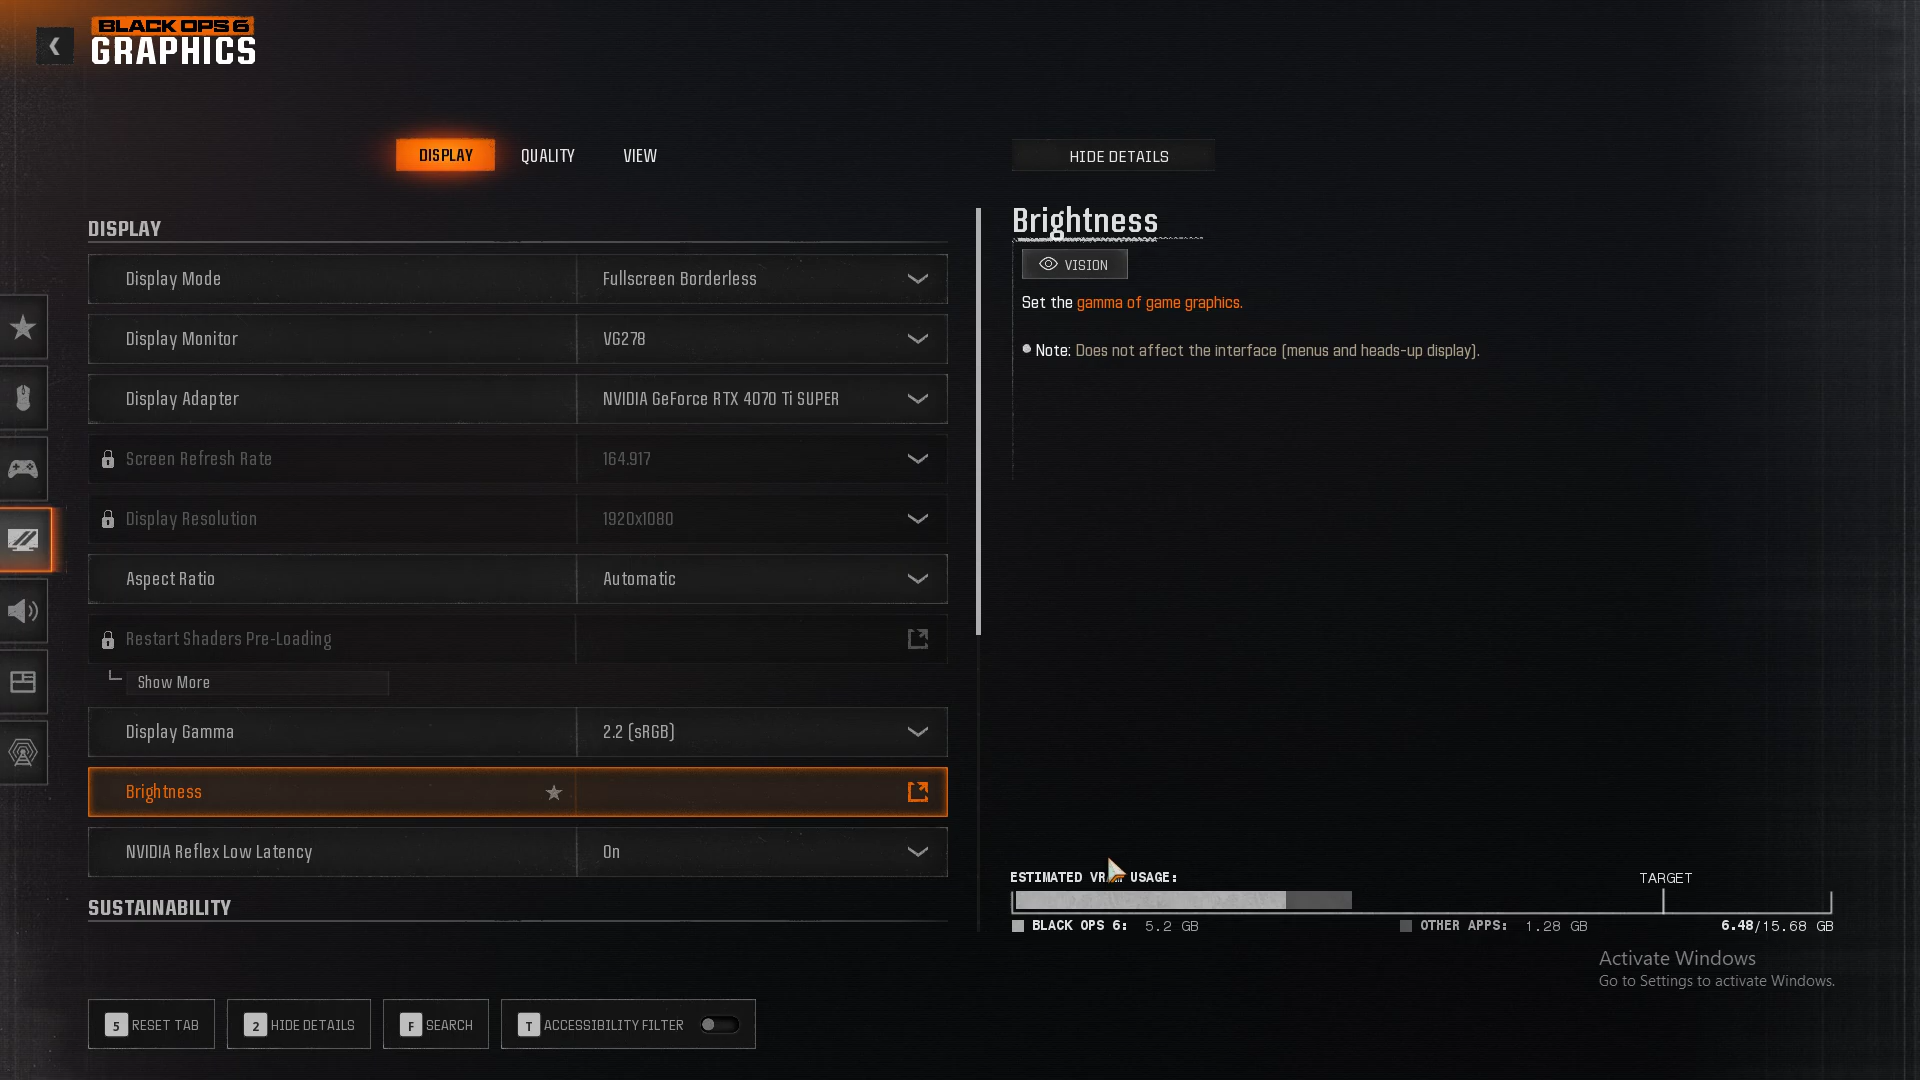 BLACK OPS 6
GRAPHICS
DISPLAY
QUALITY
VIEW
HIDE DETAILS
DISPLAY
Display Mode
Fullscreen Borderless
Display Monitor
VG278
Display Adapter
NVIDIA GeForce RTX 4070 Ti SUPER
Screen Refresh Rate
164.917
Display Resolution
1920x1080
Aspect Ratio
Automatic
Restart Shaders Pre-Loading
Show More
Display Gamma
2.2 (sRGB)
Brightness
NVIDIA Reflex Low Latency
On
SUSTAINABILITY
Brightness
VISION
Set the gamma of game graphics.
Note: Does not affect the interface (menus and heads-up display).
ESTIMATED USAGE:
TARGET
BLACK OPS 6: 5.2 GB
OTHER APPS: 1.28 GB
6.48/15.68 GB
Activate Windows
Go to Settings to activate Windows.
5 RESET TAB
2 HIDE DETAILS
F SEARCH
T ACCESSIBILITY FILTER